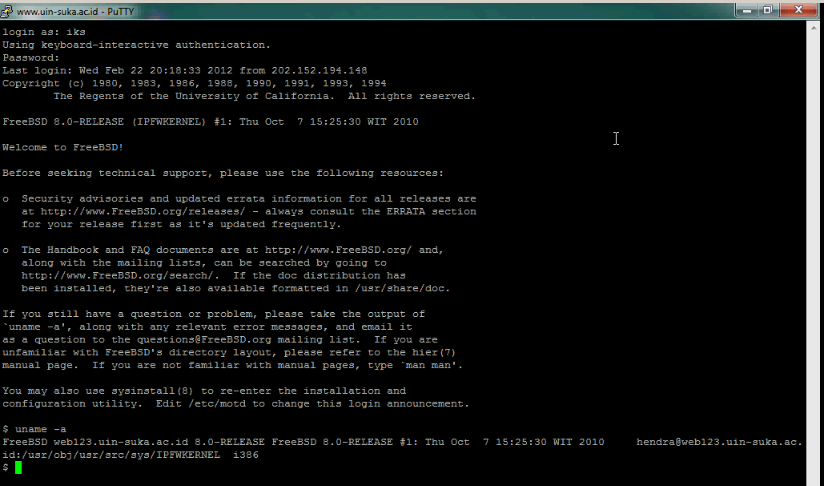 www.uin-suka.ac.id - PuTTY
login as: iks
Using keyboard-interactive authentication.
Password:
Last login: Wed Feb 22 20:18:33 2012 from 202.152.194.148
Copyright (c) 1980, 1983, 1986, 1988, 1990, 1991, 1993, 1994
        The Regents of the University of California.  All rights reserved.
FreeBSD 8.0-RELEASE (IPFWKERNEL) #1: Thu Oct  7 15:25:30 WIT 2010
Welcome to FreeBSD!
Before seeking technical support, please use the following resources:
o  Security advisories and updated errata information for all releases are
   at http://www.FreeBSD.org/releases/ - always consult the ERRATA section
   for your release first as it's updated frequently.
o  The Handbook and FAQ documents are at http://www.FreeBSD.org/ and,
   along with the mailing lists, can be searched by going to
   http://www.FreeBSD.org/search/.  If the doc distribution has
   been installed, they're also available formatted in /usr/share/doc.
If you still have a question or problem, please take the output of
`uname -a', along with any relevant error messages, and email it
as a question to the questions@FreeBSD.org mailing list.  If you are
unfamiliar with FreeBSD's directory layout, please refer to the hier(7)
manual page.  If you are not familiar with manual pages, type `man man'.
You may also use sysinstall(8) to re-enter the installation and
configuration utility.  Edit /etc/motd to change this login announcement.
$ uname -a
FreeBSD web123.uin-suka.ac.id 8.0-RELEASE FreeBSD 8.0-RELEASE #1: Thu Oct  7 15:25:30 WIT 2010     hendra@web123.uin-suka.ac.
id:/usr/obj/usr/src/sys/IPFWKERNEL  i386
$